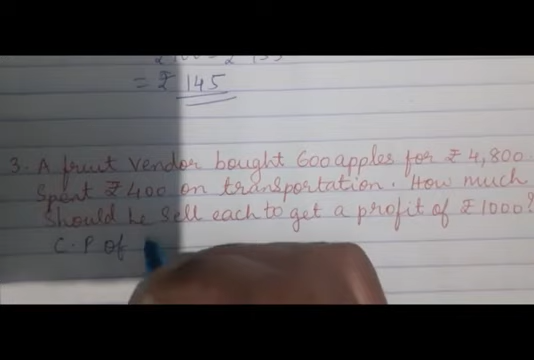 = ₹ 145
3. A fruit vendor bought 600 apples for ₹ 4,800.
Spent ₹400 on transportation. How much
should he sell each to get a profit of ₹1000?
C.P of